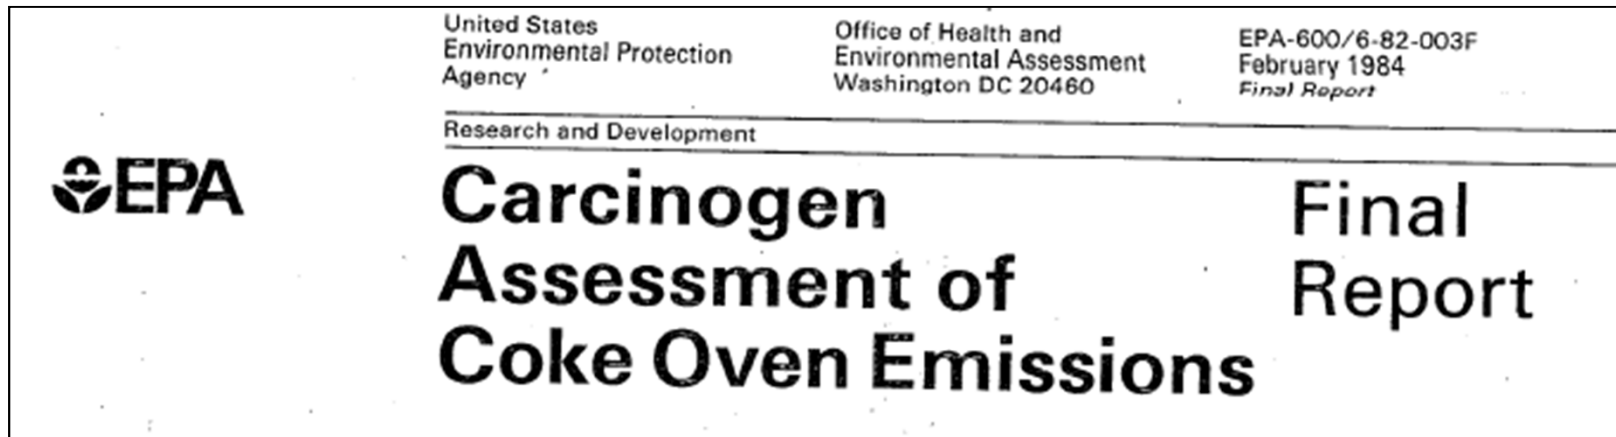 United States
Environmental Protection
Agency
Office of Health and
Environmental Assessment
Washington DC 20460
EPA-600/6-82-003F
February 1984
Final Report
Research and Development
EPA
Carcinogen
Assessment of
Coke Oven Emissions
Final
Report